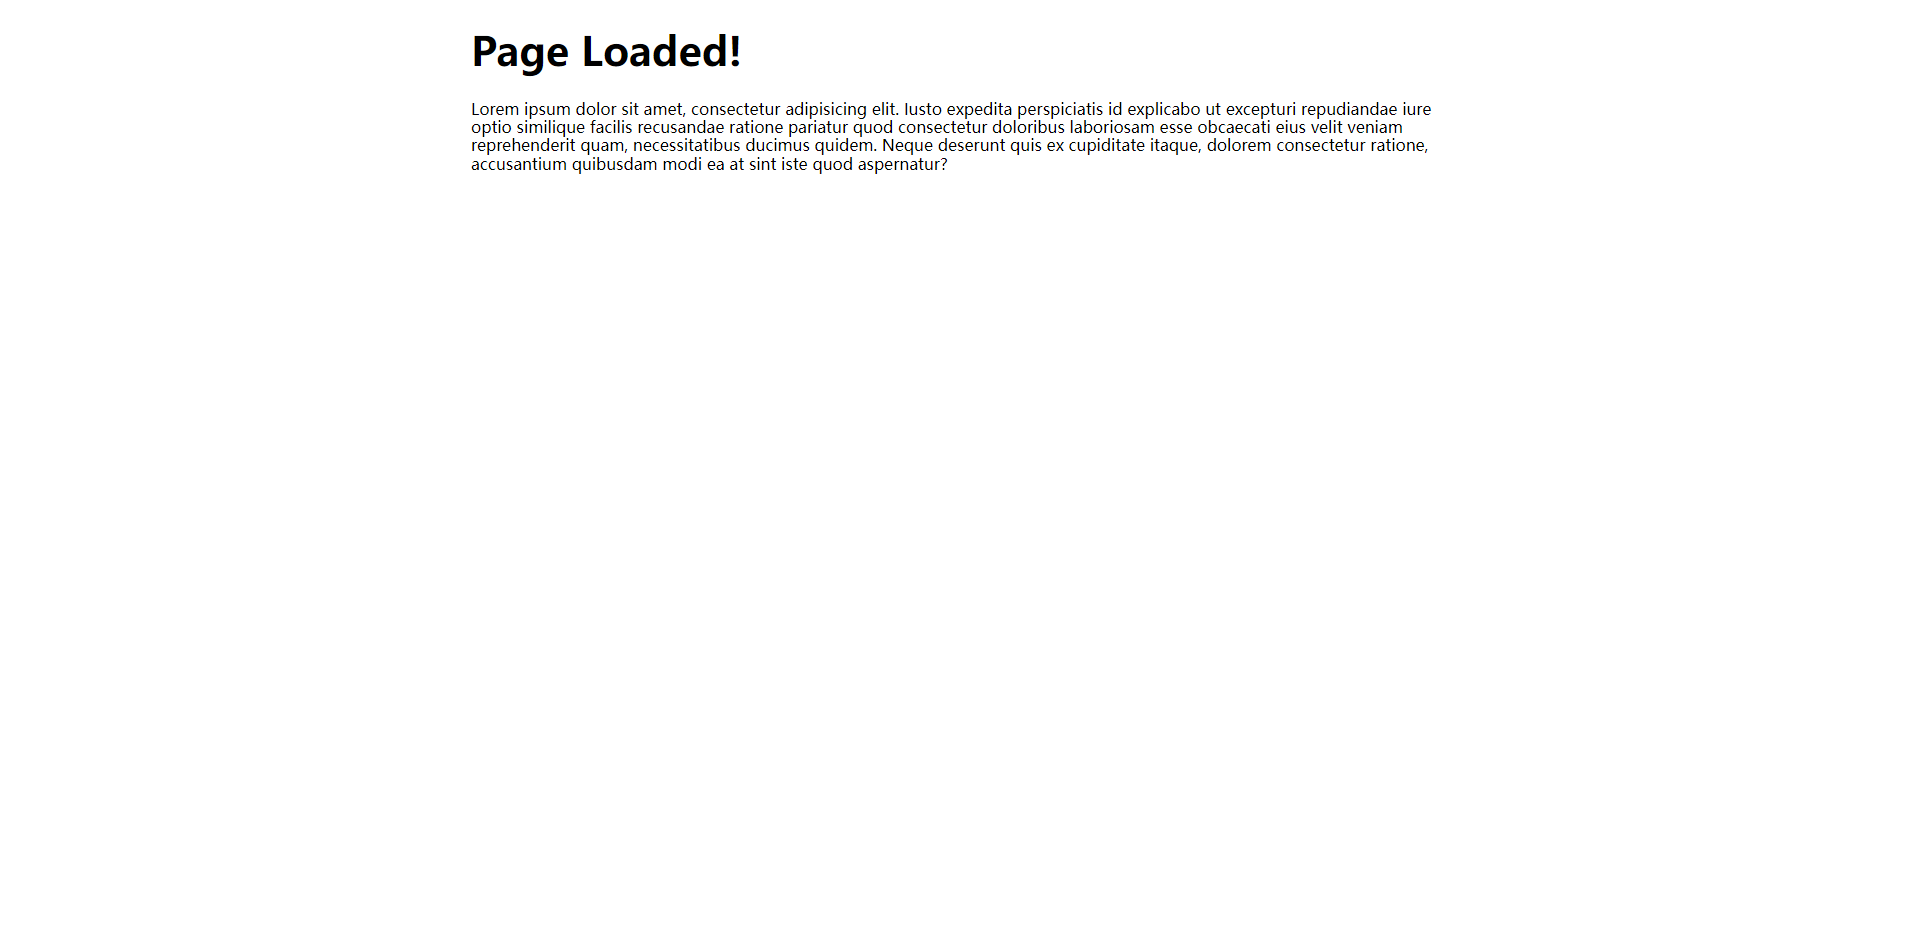 Page Loaded!
Lorem ipsum dolor sit amet, consectetur adipisicing elit. Iusto expedita perspiciatis id explicabo ut excepturi repudiandae iure
optio similique facilis recusandae ratione pariatur quod consectetur doloribus laboriosam esse obcaecati eius velit veniam
reprehenderit quam, necessitatibus ducimus quidem. Neque deserunt quis ex cupiditate itaque, dolorem consectetur ratione,
accusantium quibusdam modi ea at sint iste quod aspernatur?